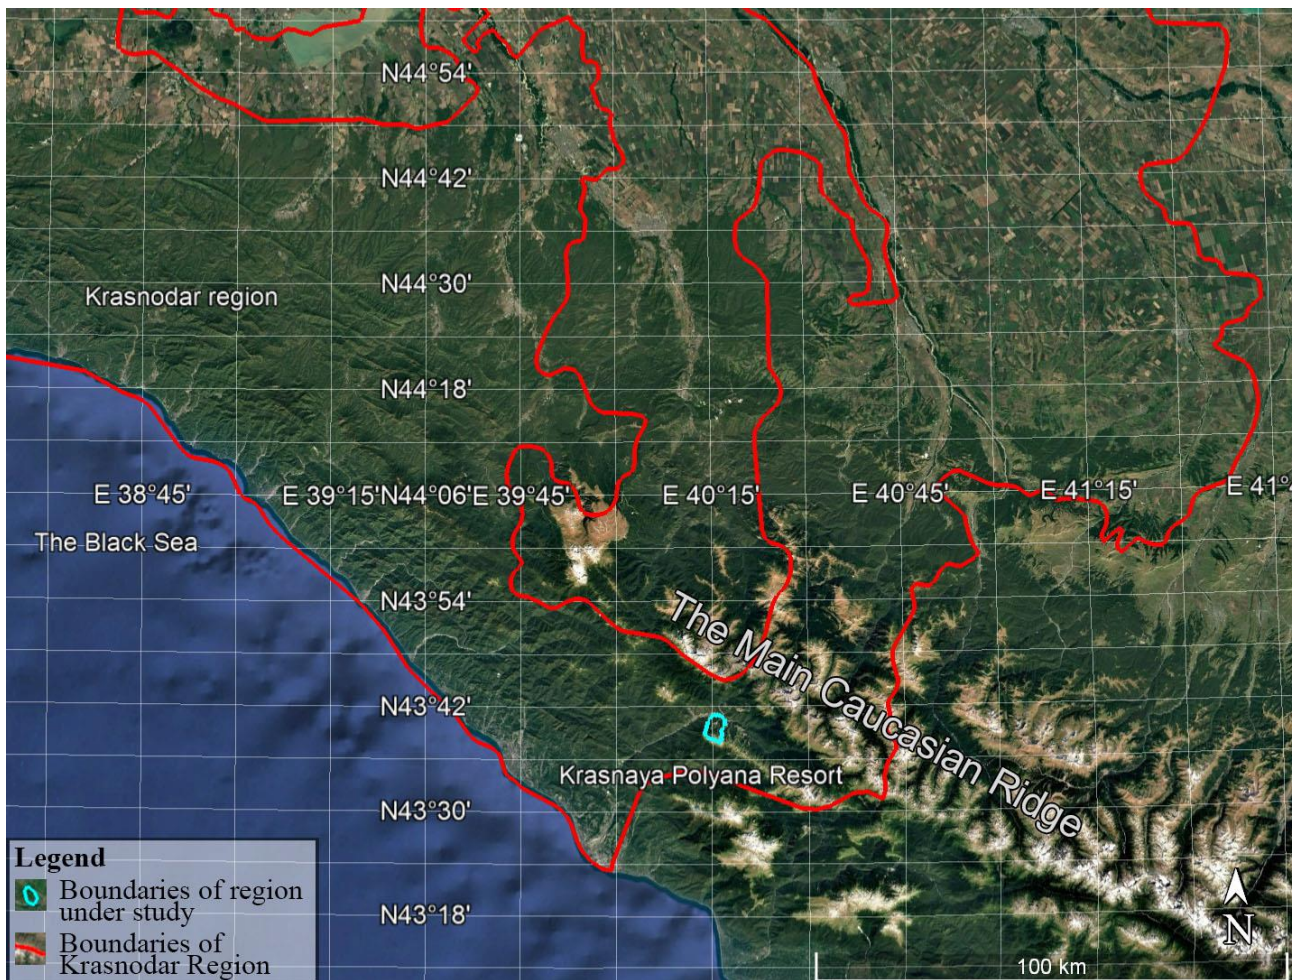 N44°54'
N44°42'
N44°30'
Krasnodar region
N44°18'
E 38°45'
E 39°15'
N44°06'
E 39°45'
E 40°15'
E 40°45'
E 41°15'
E 41°4
The Black Sea
N43°54'
The Main Caucasian Ridge
N43°42'
Krasnaya Polyana Resort
N43°30'
Legend
Boundaries of region
under study
N43°18'
Boundaries of
Krasnodar Region
N
100 km